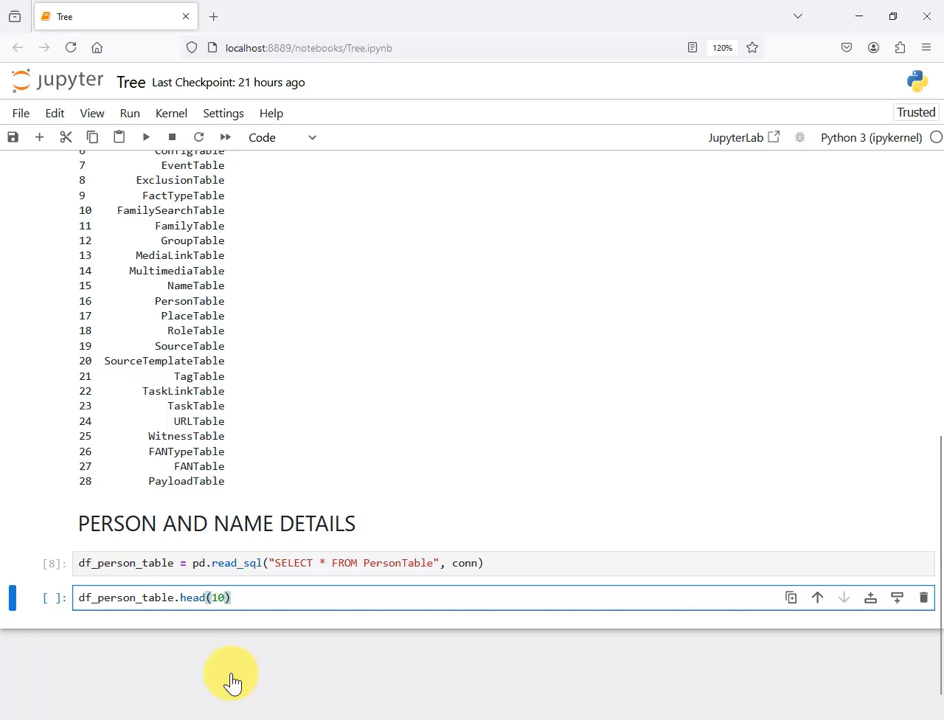 Tree
localhost:8889/notebooks/Tree.ipynb
120%
jupyter Tree Last Checkpoint: 21 hours ago
File Edit View Run Kernel Settings Help
Trusted
Code
JupyterLab
Python 3 (ipykernel)
6 ConfigTable
7 EventTable
8 ExclusionTable
9 FactTypeTable
10 FamilySearchTable
11 FamilyTable
12 GroupTable
13 MediaLinkTable
14 MultimediaTable
15 NameTable
16 PersonTable
17 PlaceTable
18 RoleTable
19 SourceTable
20 SourceTemplateTable
21 TagTable
22 TaskLinkTable
23 TaskTable
24 URLTable
25 WitnessTable
26 FANTypeTable
27 FANTable
28 PayloadTable
PERSON AND NAME DETAILS
[8]: df_person_table = pd.read_sql("SELECT * FROM PersonTable", conn)
[ ]: df_person_table.head(10)